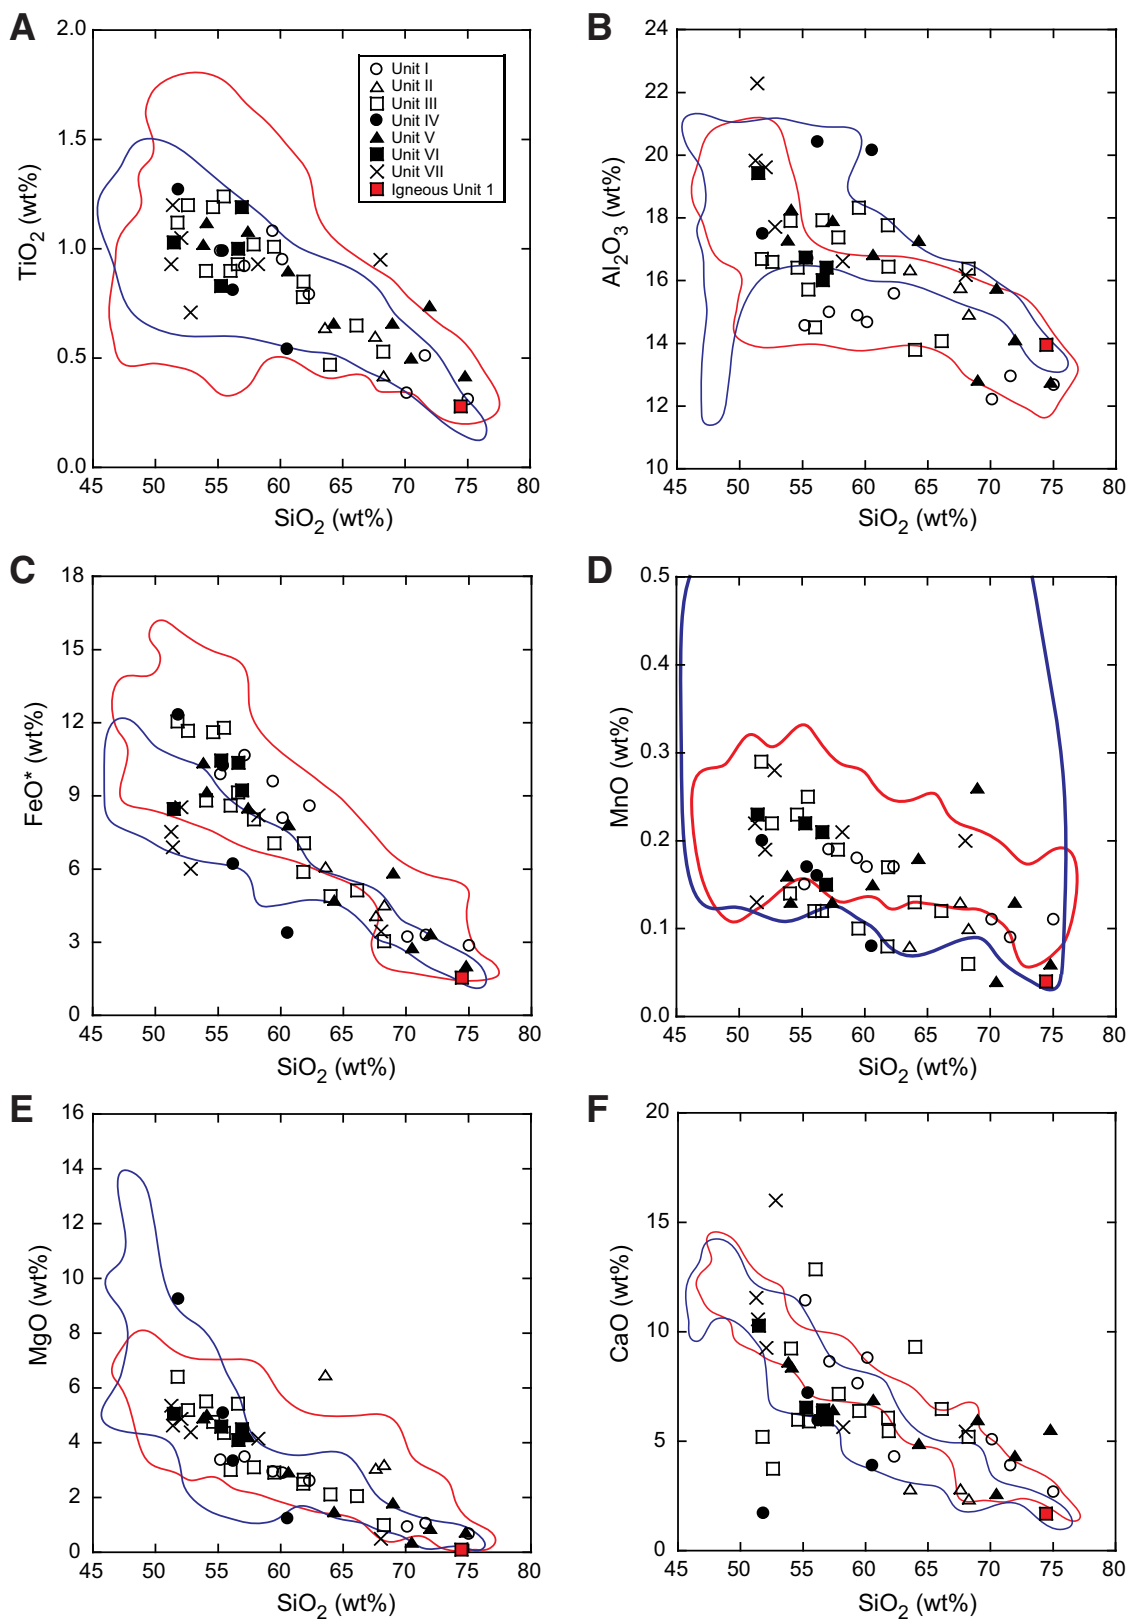 A
2.0
1.5
1.0
0.5
0.0
TiO2 (wt%)
45 50 55 60 65 70 75 80
SiO2 (wt%)
Unit I
Unit II
Unit III
Unit IV
Unit V
Unit VI
Unit VII
Igneous Unit 1
B
24
22
20
18
16
14
12
10
Al2O3 (wt%)
45 50 55 60 65 70 75 80
SiO2 (wt%)
C
18
15
12
9
6
3
0
FeO* (wt%)
45 50 55 60 65 70 75 80
SiO2 (wt%)
D
0.5
0.4
0.3
0.2
0.1
0.0
MnO (wt%)
45 50 55 60 65 70 75 80
SiO2 (wt%)
E
16
14
12
10
8
6
4
2
0
MgO (wt%)
45 50 55 60 65 70 75 80
SiO2 (wt%)
F
20
15
10
5
0
CaO (wt%)
45 50 55 60 65 70 75 80
SiO2 (wt%)